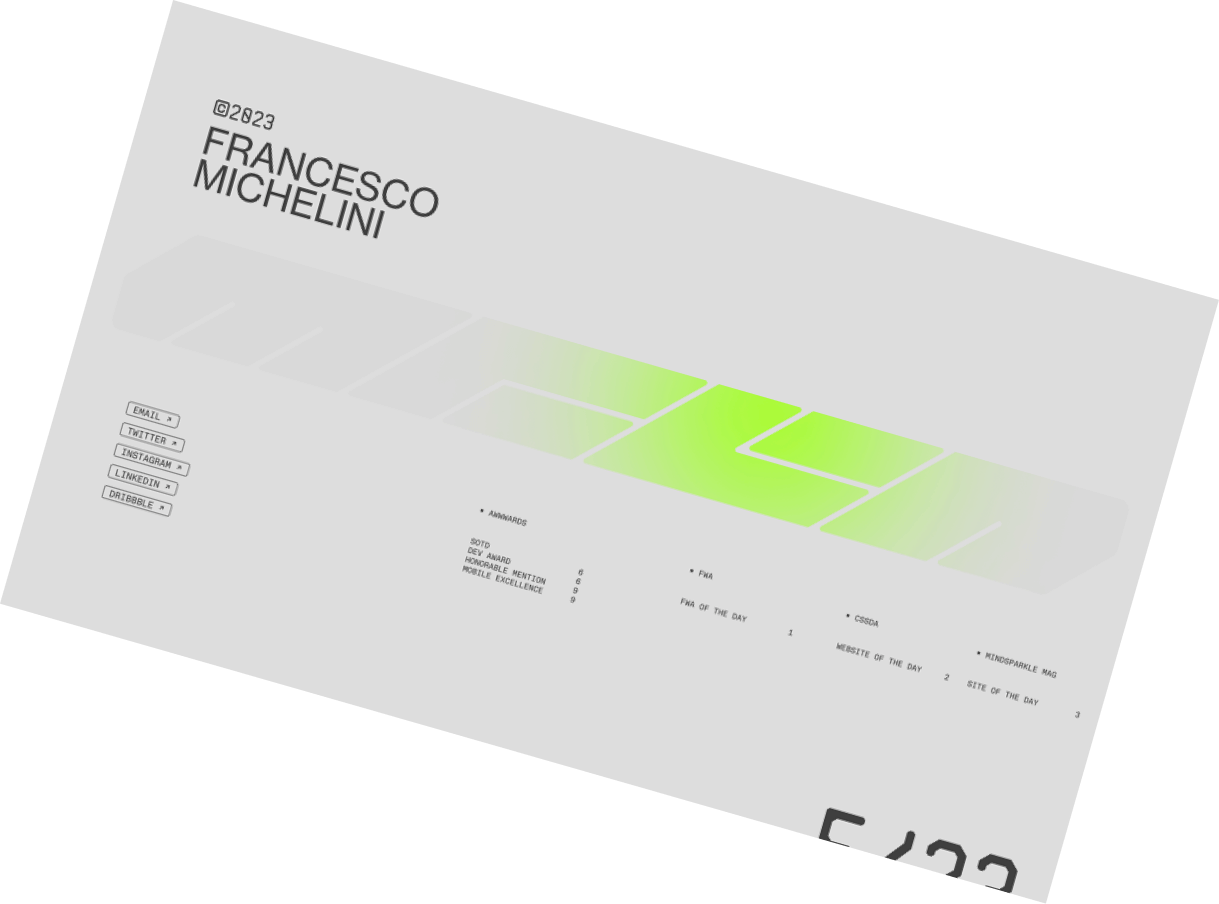 ©2023
FRANCESCO
MICHELINI
EMAIL ↗
TWITTER ↗
INSTAGRAM ↗
LINKEDIN ↗
DRIBBBLE ↗
• AWWWARDS
SOTD 6
DEV AWARD 6
HONORABLE MENTION 9
MOBILE EXCELLENCE 9
• FWA
FWA OF THE DAY 1
• CSSDA
WEBSITE OF THE DAY 2
• MINDSPARKLE MAG
SITE OF THE DAY 3